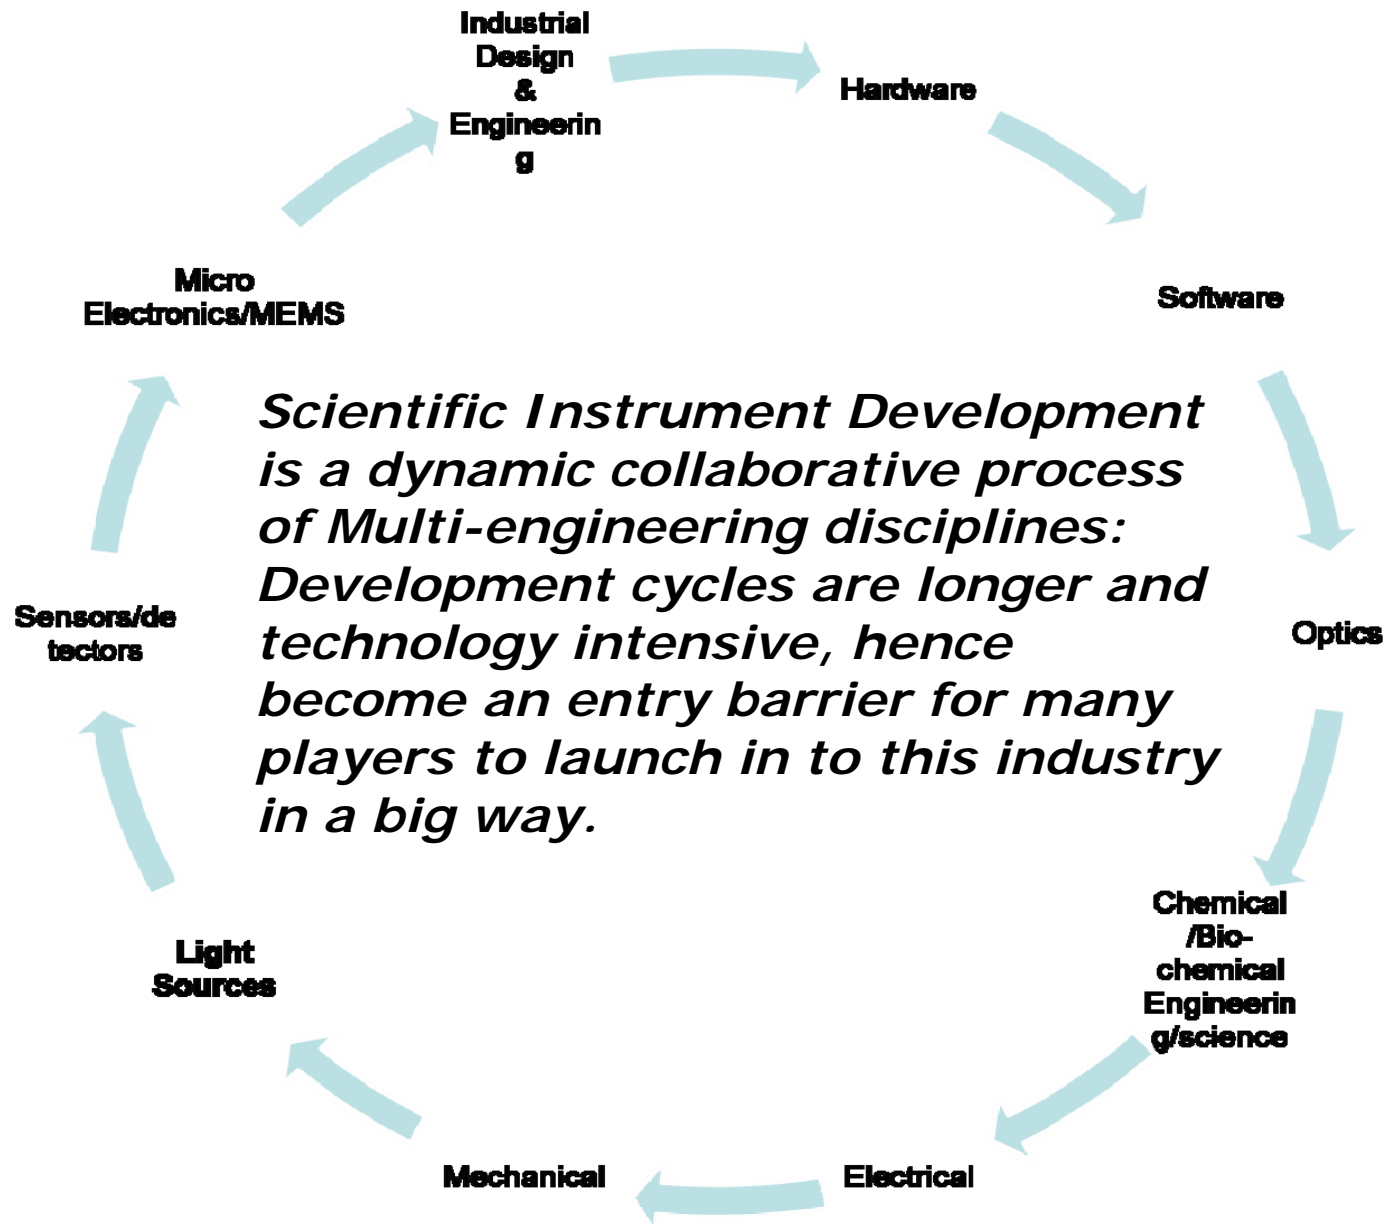 Industrial
Design
&
Engineerin
g
Hardware
Software
Optics
Chemical
/Bio-
chemical
Engineerin
g/science
Electrical
Mechanical
Light
Sources
Sensors/de
tectors
Micro
Electronics/MEMS
Scientific Instrument Development
is a dynamic collaborative process
of Multi-engineering disciplines:
Development cycles are longer and
technology intensive, hence
become an entry barrier for many
players to launch in to this industry
in a big way.